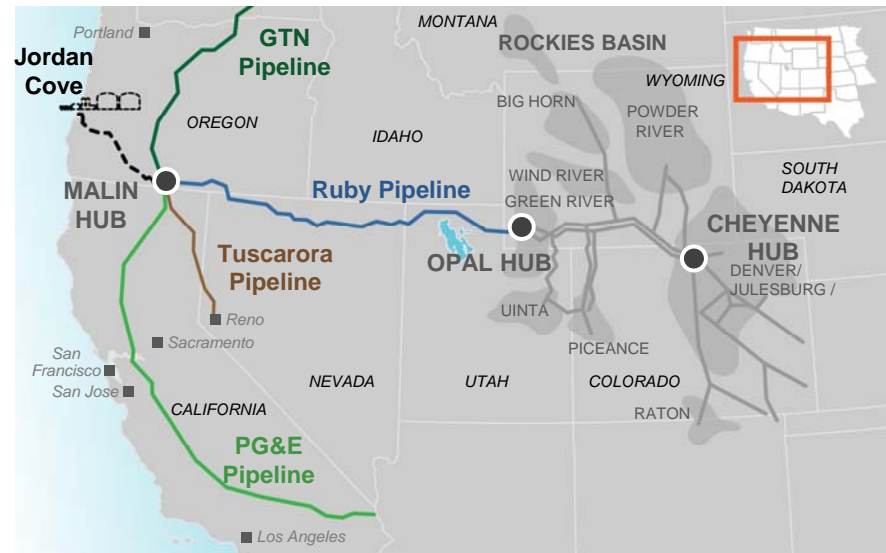 MONTANA
Portland
GTN
Pipeline
ROCKIES BASIN
Jordan
Cove
WYOMING
BIG HORN
POWDER
RIVER
OREGON
IDAHO
SOUTH
DAKOTA
WIND RIVER
GREEN RIVER
MALIN
HUB
Ruby Pipeline
CHEYENNE
HUB
OPAL HUB
Tuscarora
Pipeline
DENVER/
JULESBURG /
UINTA
Reno
Sacramento
PICEANCE
San
Francisco
San Jose
NEVADA
UTAH
COLORADO
CALIFORNIA
RATON
PG&E
Pipeline
Los Angeles